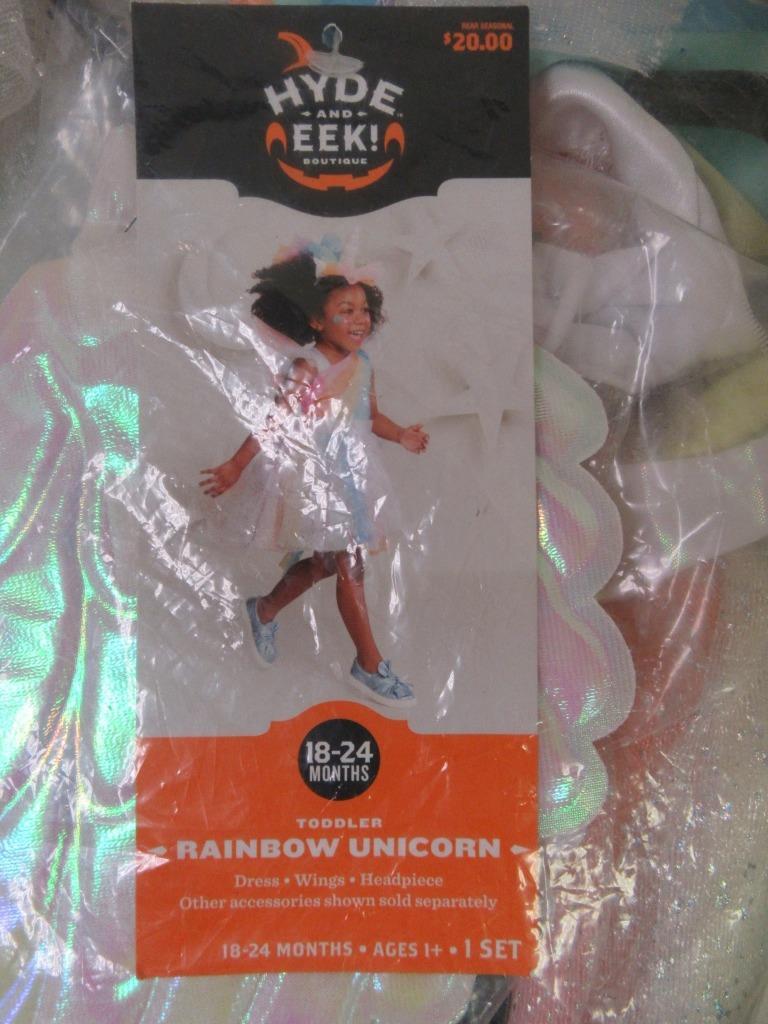 REAR SEASONAL
$20.00
HYDE
AND
EEK!
BOUTIQUE
18-24
MONTHS
TODDLER
RAINBOW UNICORN
Dress • Wings • Headpiece
Other accessories shown sold separately
18-24 MONTHS • AGES 1+ • 1 SET